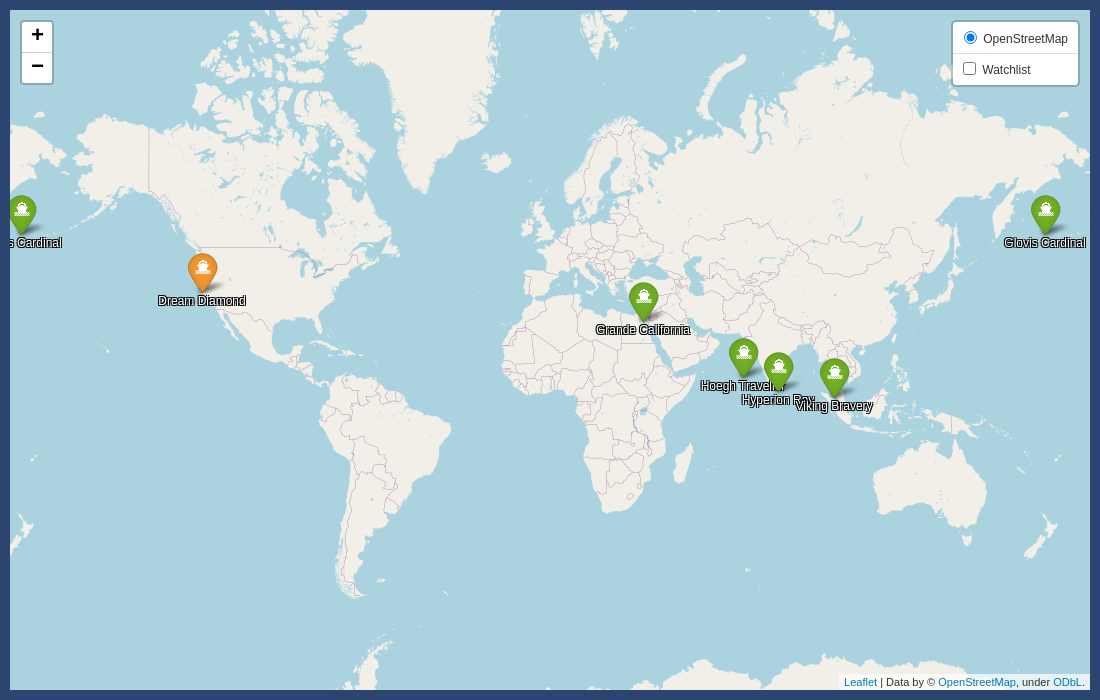 +
−
OpenStreetMap
Watchlist
s Cardinal
Glovis Cardinal
Dream Diamond
Grande California
Hoegh Traveller
Hyperion Ray
Viking Bravery
Leaflet | Data by © OpenStreetMap, under ODbL.